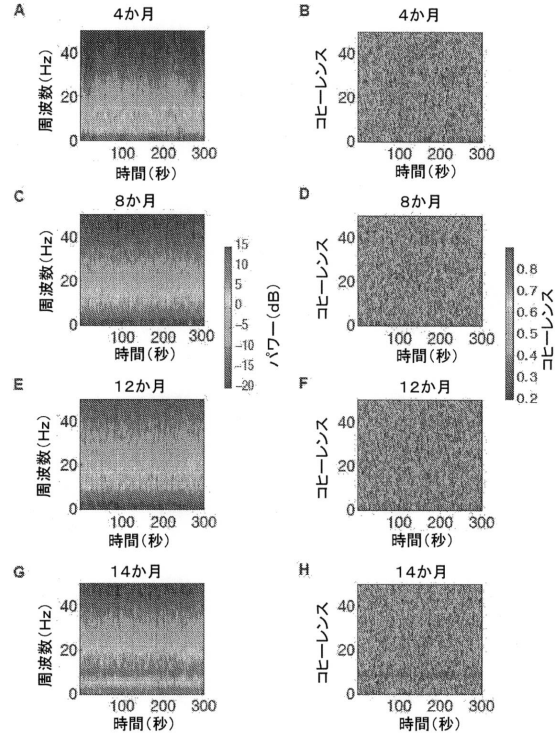 A
4か月
周波数(Hz)
40
20
0
100 200 300
時間(秒)
B
4か月
コヒーレンス
40
20
0
100 200 300
時間(秒)
C
8か月
周波数(Hz)
40
20
0
100 200 300
時間(秒)
15
10
5
0
−5
−10
−15
−20
パワー(dB)
D
8か月
コヒーレンス
40
20
0
100 200 300
時間(秒)
0.8
0.7
0.6
0.5
0.4
0.3
0.2
コヒーレンス
E
12か月
周波数(Hz)
40
20
0
100 200 300
時間(秒)
F
12か月
コヒーレンス
40
20
0
100 200 300
時間(秒)
G
14か月
周波数(Hz)
40
20
0
100 200 300
時間(秒)
H
14か月
コヒーレンス
40
20
0
100 200 300
時間(秒)